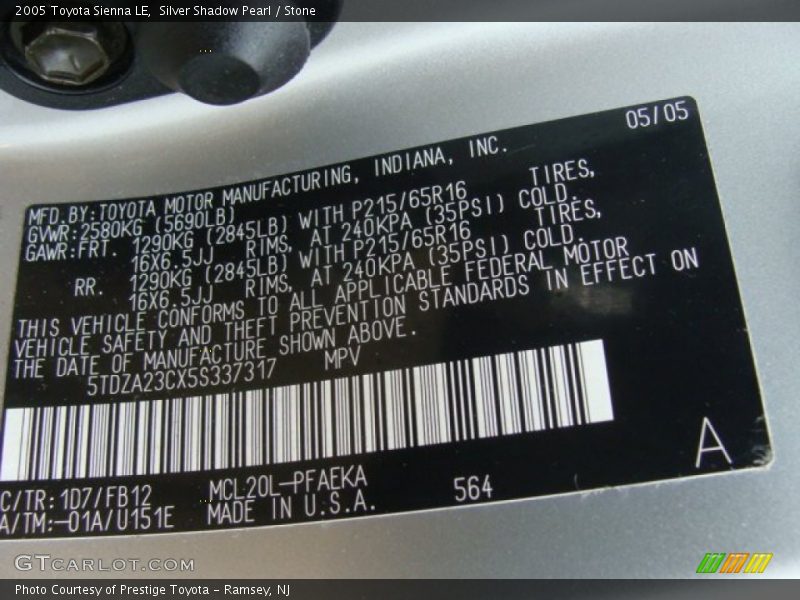 2005 Toyota Sienna LE, Silver Shadow Pearl / Stone
05/05
MFD.BY:TOYOTA MOTOR MANUFACTURING, INDIANA, INC.
GVWR:2580KG (5690LB)
GAWR:FRT. 1290KG (2845LB) WITH P215/65R16 TIRES,
16X6.5JJ RIMS, AT 240KPA (35PSI) COLD.
RR. 1290KG (2845LB) WITH P215/65R16 TIRES,
16X6.5JJ RIMS, AT 240KPA (35PSI) COLD.
THIS VEHICLE CONFORMS TO ALL APPLICABLE FEDERAL MOTOR
VEHICLE SAFETY AND THEFT PREVENTION STANDARDS IN EFFECT ON
THE DATE OF MANUFACTURE SHOWN ABOVE.
5TDZA23CX5S337317 MPV
A
C/TR:1D7/FB12 MCL20L-PFAEKA
A/TM:-01A/U151E MADE IN U.S.A. 564
GTCARLOT.COM
Photo Courtesy of Prestige Toyota - Ramsey, NJ